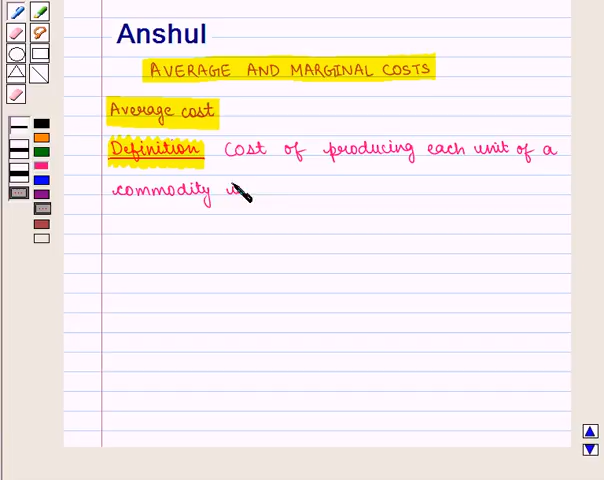 Anshul
AVERAGE AND MARGINAL COSTS
Average cost
Definition Cost of producing each unit of a
commodity